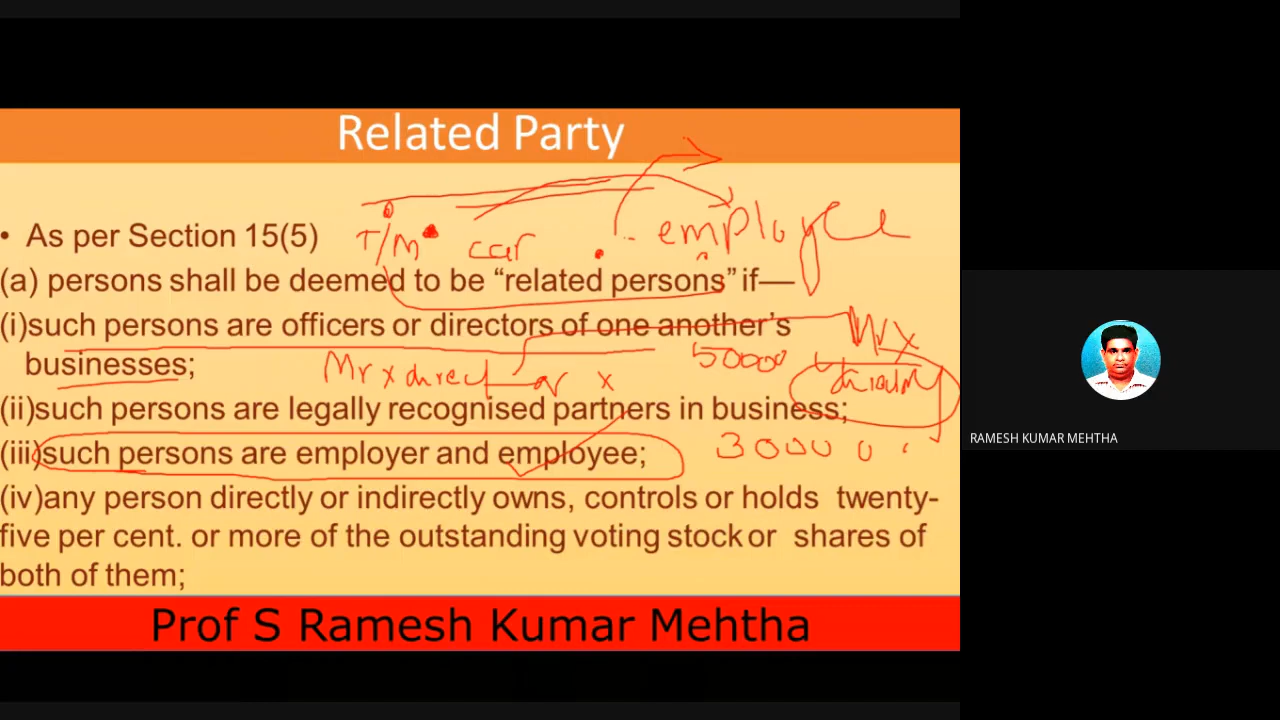 Related Party
• As per Section 15(5)
T/M car employee
(a) persons shall be deemed to be “related persons” if—
(i)such persons are officers or directors of one another’s
businesses;
Mr x direct or x 50000
Mr x
(ii)such persons are legally recognised partners in business;
(iii)such persons are employer and employee;
30000
(iv)any person directly or indirectly owns, controls or holds twenty-
five per cent. or more of the outstanding voting stock or shares of
both of them;
Prof S Ramesh Kumar Mehtha
RAMESH KUMAR MEHTHA